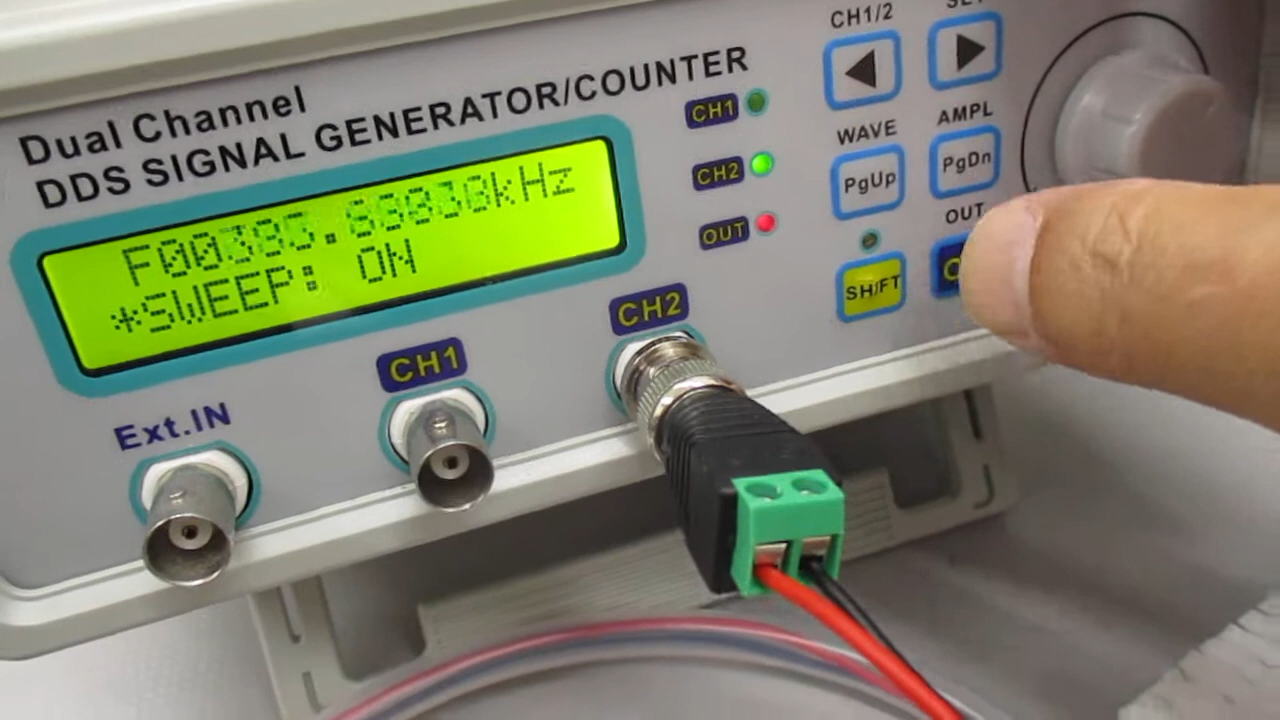 Dual Channel
DDS SIGNAL GENERATOR/COUNTER
*SWEEP: ON
Ext.IN
CH1
CH2
CH1
CH2
OUT
CH1/2
WAVE
AMPL
PgUp
PgDn
OUT
SHIFT